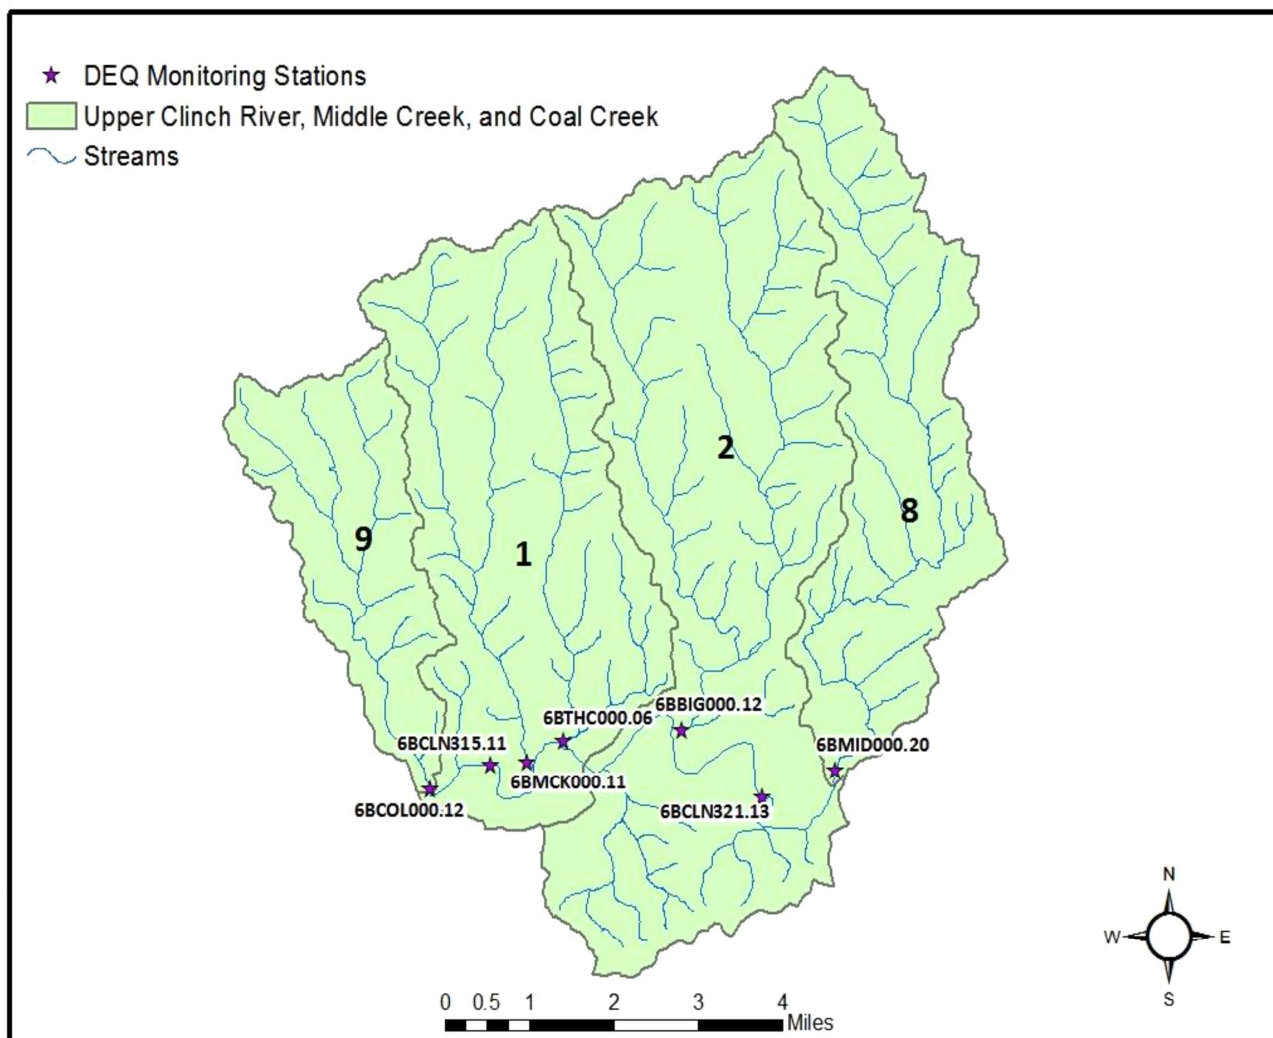 DEQ Monitoring Stations
Upper Clinch River, Middle Creek, and Coal Creek
Streams
2
8
9
1
6BBIG000.12
6BTHC000.06
6BCLN315.11
6BMID000.20
6BMCK000.11
6BCOL000.12
6BCLN321.13
N
W E
S
0 0.5 1 2 3 4
Miles